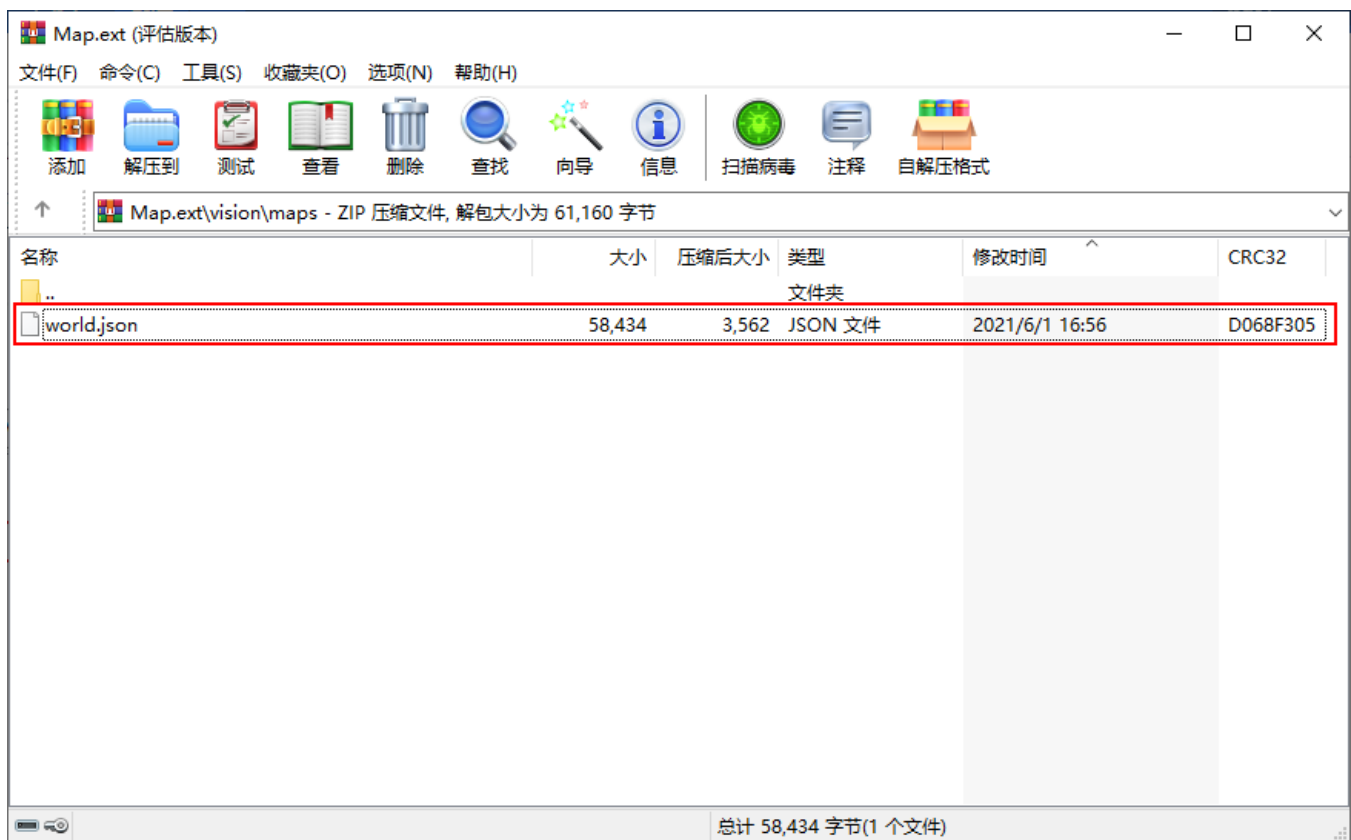 Map.ext (评估版本)
文件(F) 命令(C) 工具(S) 收藏夹(O) 选项(N) 帮助(H)
添加 解压到 测试 查看 删除 查找 向导 信息 扫描病毒 注释 自解压格式
Map.ext\vision\maps - ZIP 压缩文件, 解包大小为 61,160 字节
名称 大小 压缩后大小 类型 修改时间 CRC32
.. 文件夹
world.json 58,434 3,562 JSON 文件 2021/6/1 16:56 D068F305
总计 58,434 字节(1 个文件)